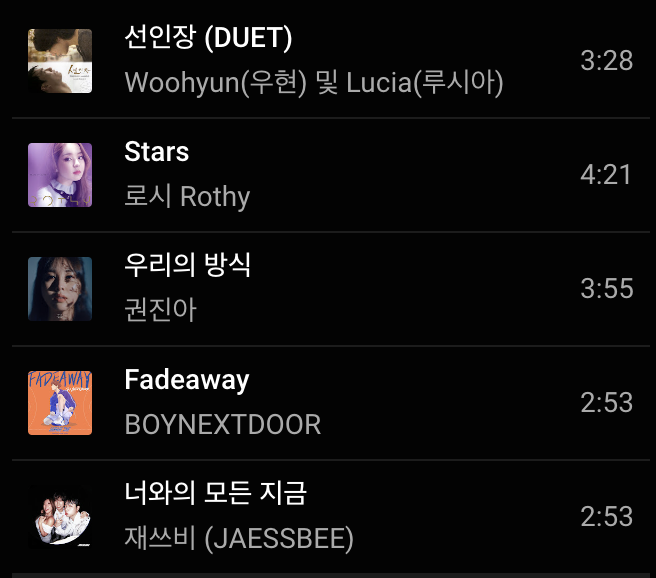 선인장 (DUET)
Woohyun(우현) 및 Lucia(루시아)
3:28
Stars
로시 Rothy
4:21
우리의 방식
권진아
3:55
FADEAWAY
Fadeaway
BOYNEXTDOOR
2:53
너와의 모든 지금
재쓰비 (JAESSBEE)
2:53